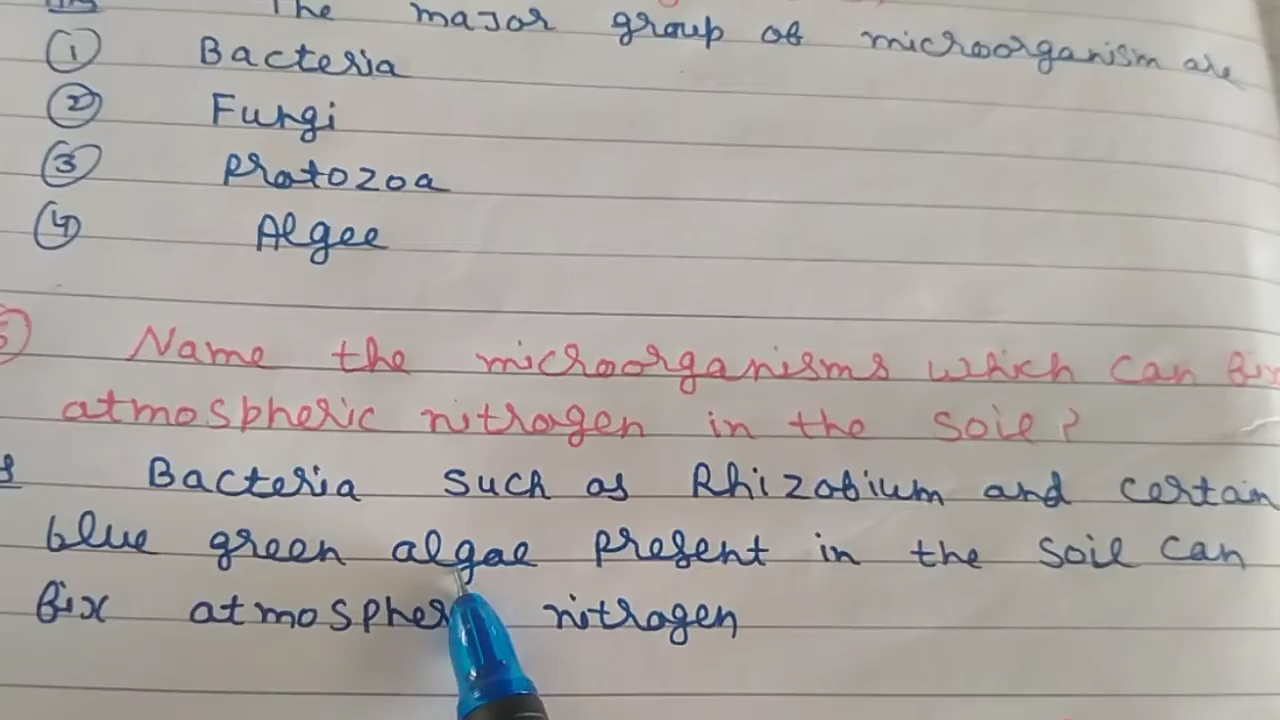 The major group of microorganism are
① Bacteria
② Fungi
③ Protozoa
④ Algee
Name the microorganisms which can fix
atmospheric nitrogen in the soil?
Bacteria such as Rhizobium and certain
blue green algae present in the soil can
fix atmospher nitrogen